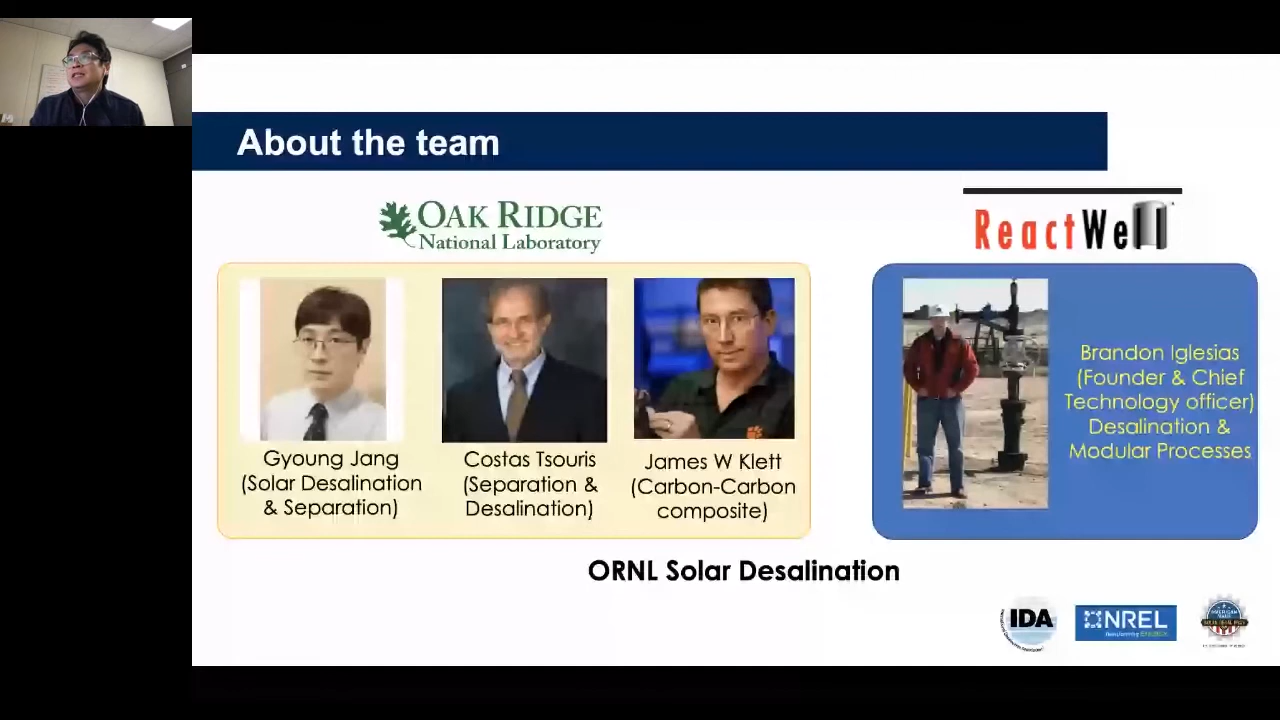 About the team
OAK RIDGE
National Laboratory
ReactWell
Gyoung Jang
(Solar Desalination
& Separation)
Costas Tsouris
(Separation &
Desalination)
James W Klett
(Carbon-Carbon
composite)
Brandon Iglesias
(Founder & Chief
Technology officer)
Desalination &
Modular Processes
ORNL Solar Desalination
IDA
NREL